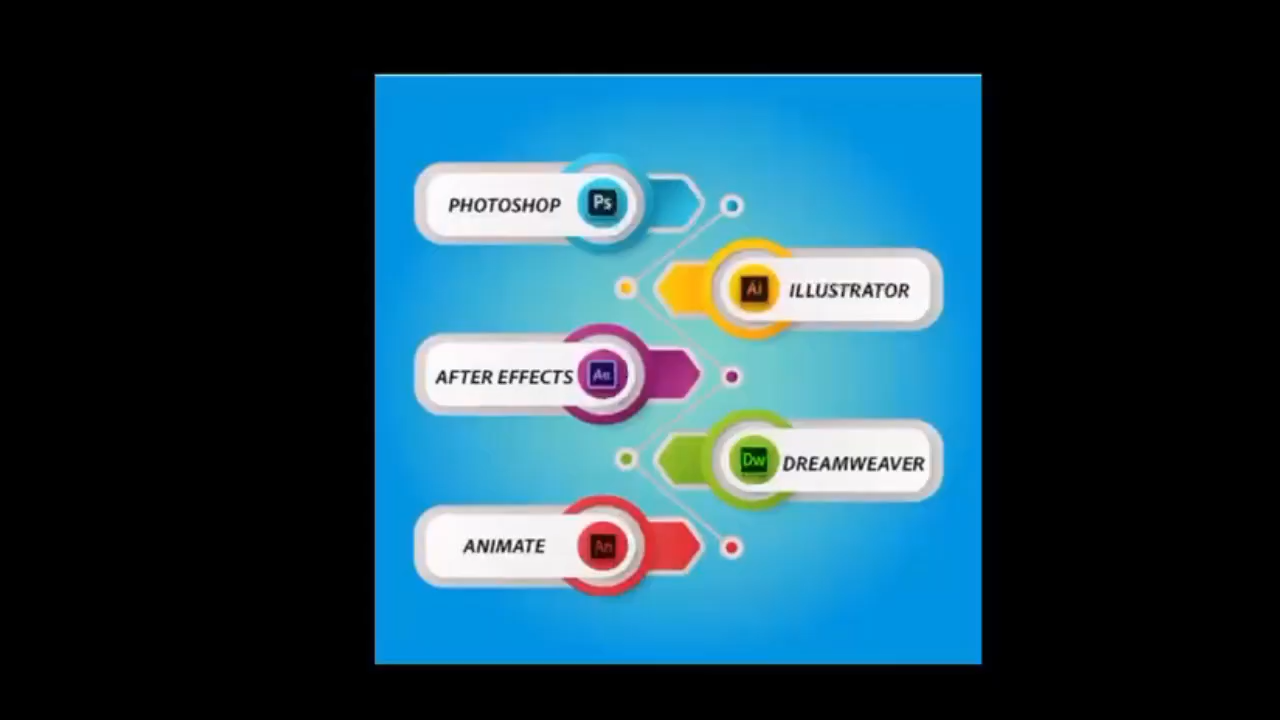 PHOTOSHOP Ps
Ai ILLUSTRATOR
AFTER EFFECTS Ae
Dw DREAMWEAVER
ANIMATE An